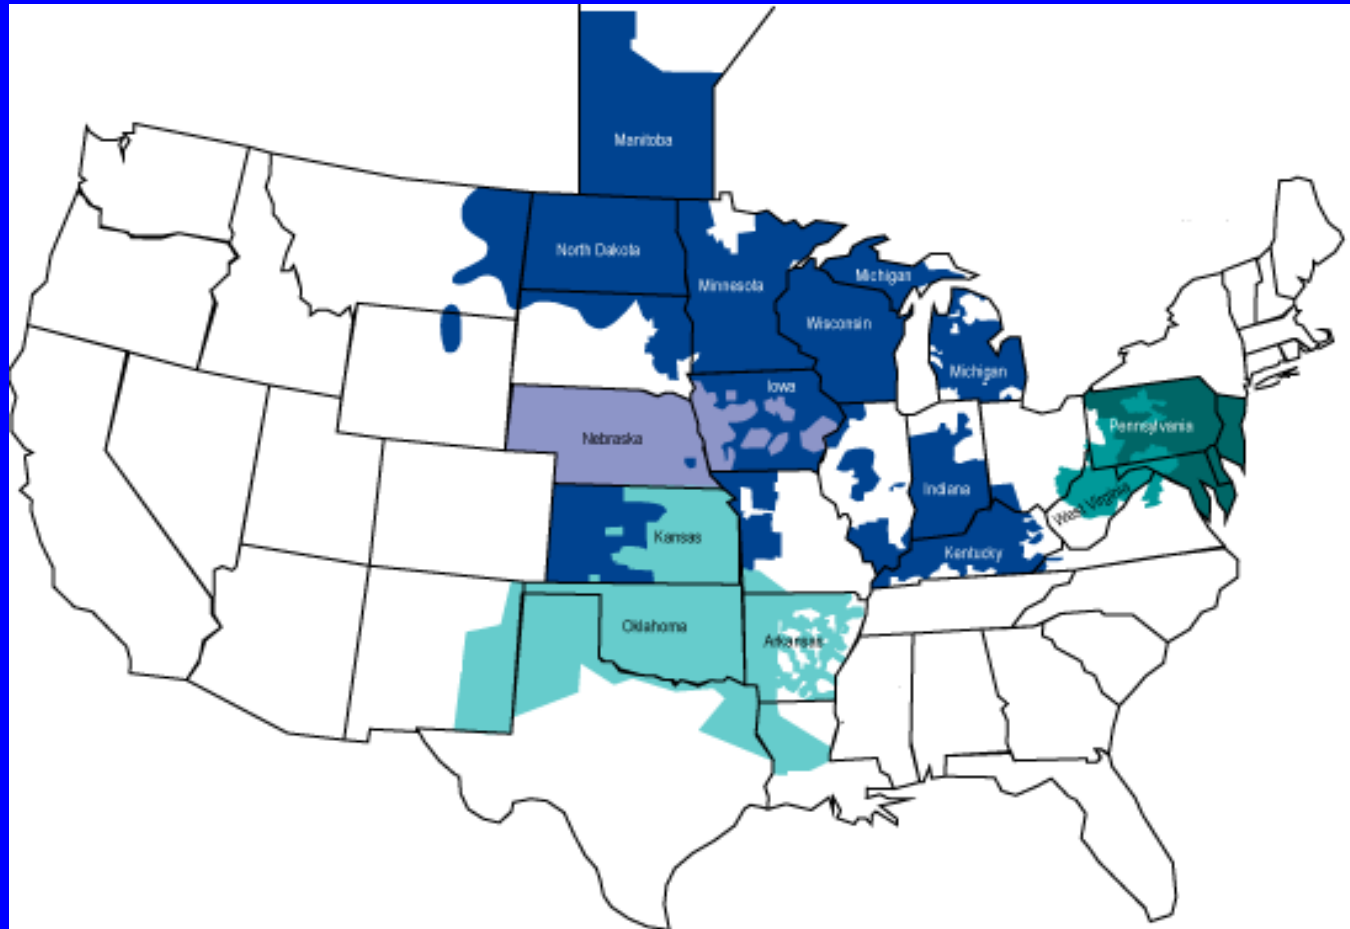 Manitoba
North Dakota
Minnesota
Michigan
Wisconsin
Michigan
Iowa
Nebraska
Pennsylvania
Indiana
West Virginia
Kansas
Kentucky
Oklahoma
Arkansas